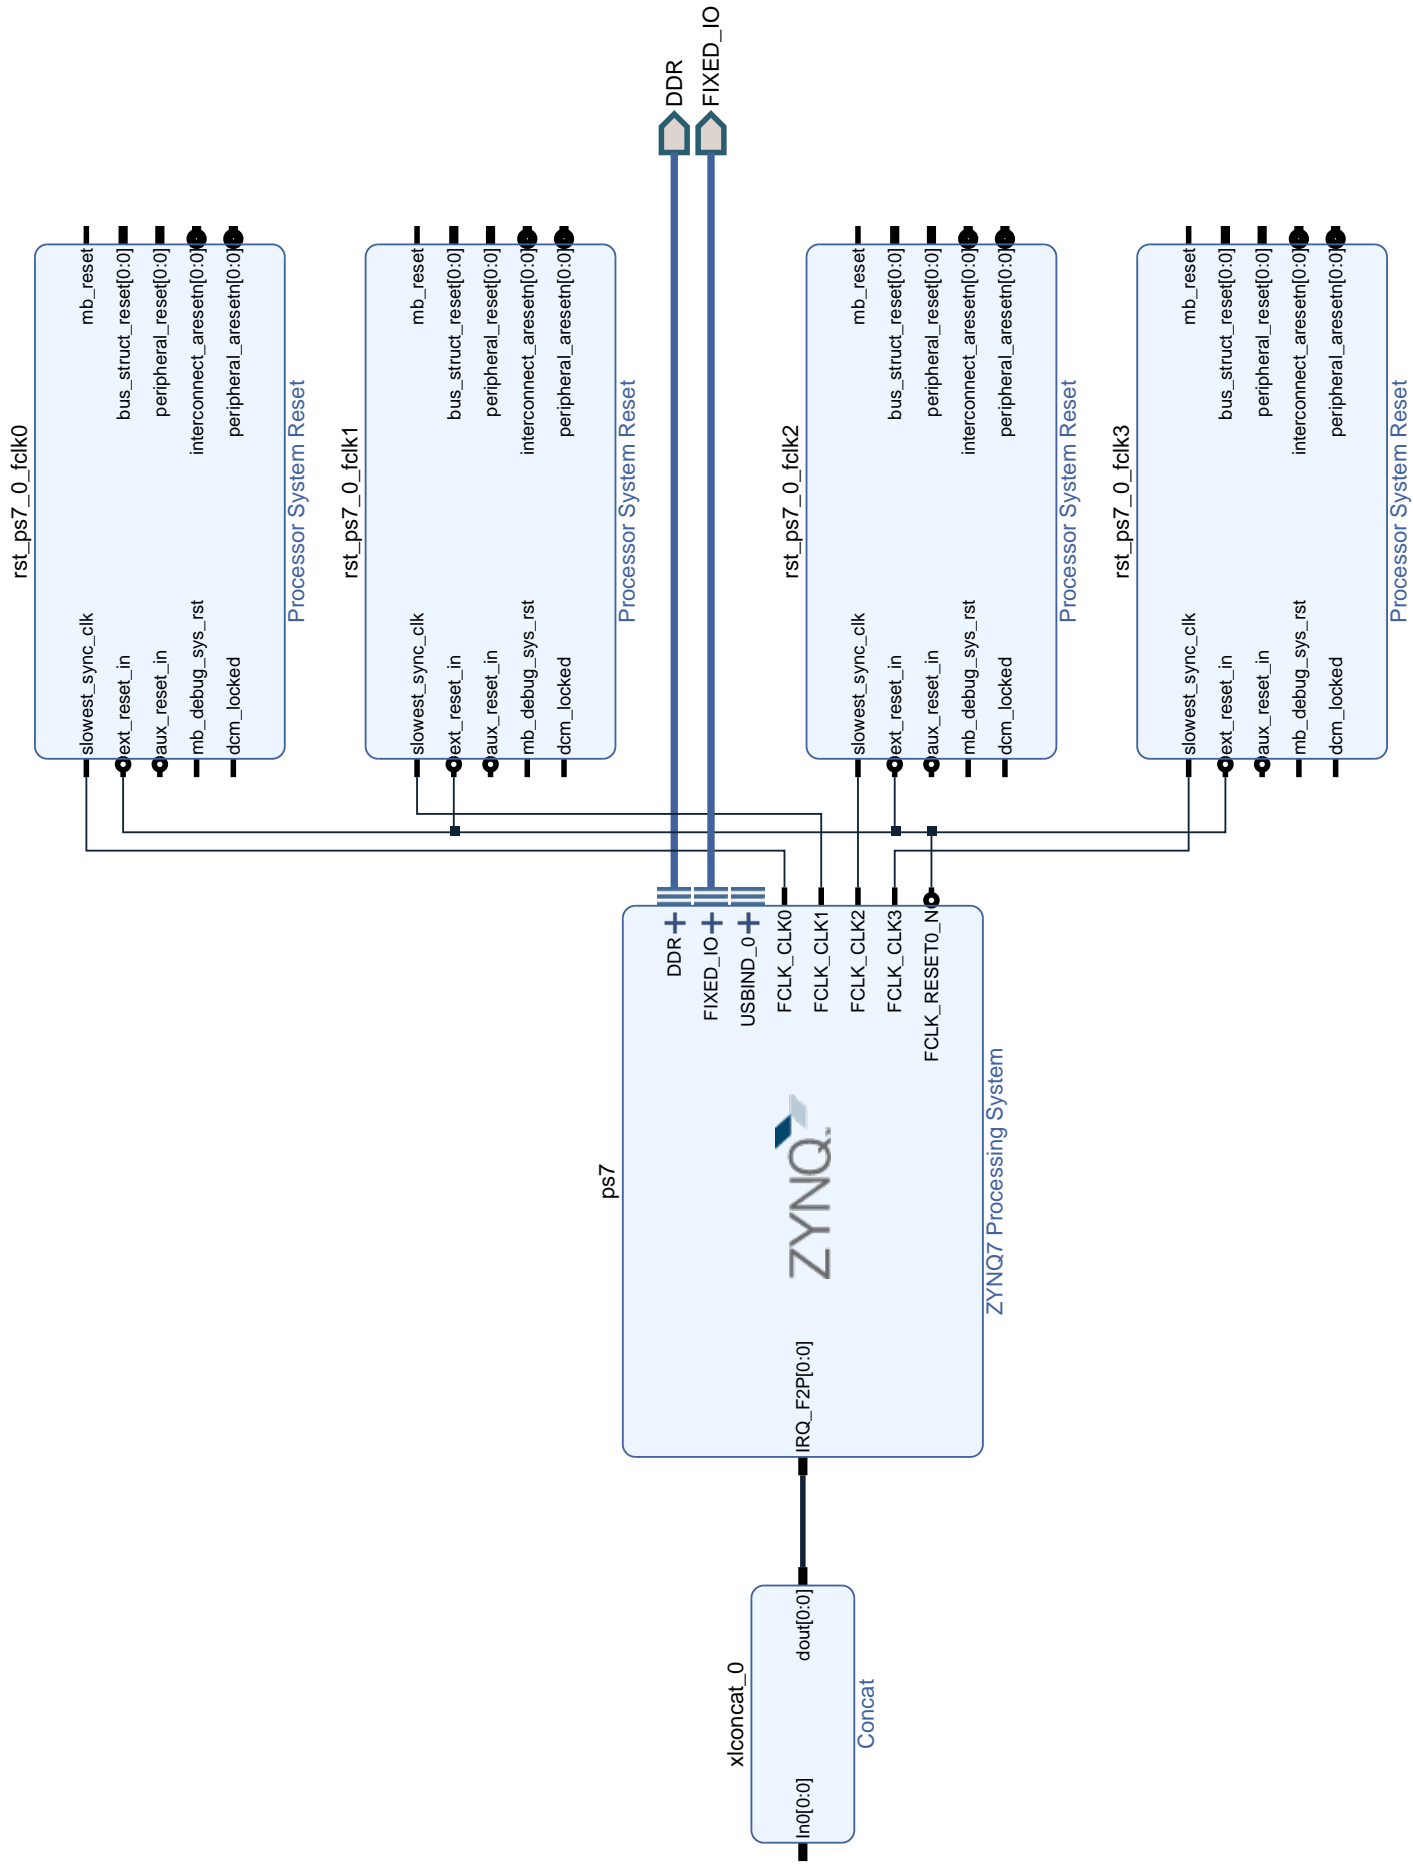 xlconcat_0
In0[0:0]
dout[0:0]
Concat
ps7
IRQ_F2P[0:0]
ZYNQ.
DDR
FIXED_IO
USBIND_0
FCLK_CLK0
FCLK_CLK1
FCLK_CLK2
FCLK_CLK3
FCLK_RESET0_N
ZYNQ7 Processing System
rst_ps7_0_fclk0
slowest_sync_clk
ext_reset_in
aux_reset_in
mb_debug_sys_rst
dcm_locked
mb_reset
bus_struct_reset[0:0]
peripheral_reset[0:0]
interconnect_aresetn[0:0]
peripheral_aresetn[0:0]
Processor System Reset
rst_ps7_0_fclk1
slowest_sync_clk
ext_reset_in
aux_reset_in
mb_debug_sys_rst
dcm_locked
mb_reset
bus_struct_reset[0:0]
peripheral_reset[0:0]
interconnect_aresetn[0:0]
peripheral_aresetn[0:0]
Processor System Reset
DDR
FIXED_IO
rst_ps7_0_fclk2
slowest_sync_clk
ext_reset_in
aux_reset_in
mb_debug_sys_rst
dcm_locked
mb_reset
bus_struct_reset[0:0]
peripheral_reset[0:0]
interconnect_aresetn[0:0]
peripheral_aresetn[0:0]
Processor System Reset
rst_ps7_0_fclk3
slowest_sync_clk
ext_reset_in
aux_reset_in
mb_debug_sys_rst
dcm_locked
mb_reset
bus_struct_reset[0:0]
peripheral_reset[0:0]
interconnect_aresetn[0:0]
peripheral_aresetn[0:0]
Processor System Reset